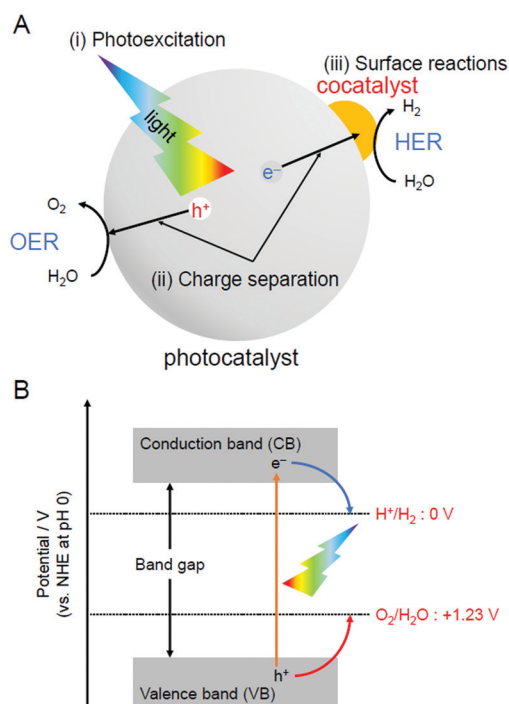 A
(i) Photoexcitation
(iii) Surface reactions
cocatalyst
H₂
light
HER
e⁻
H₂O
O₂
h⁺
OER
H₂O
(ii) Charge separation
photocatalyst
B
Potential / V
(vs. NHE at pH 0)
Conduction band (CB)
e⁻
H⁺/H₂ : 0 V
Band gap
O₂/H₂O : +1.23 V
h⁺
Valence band (VB)